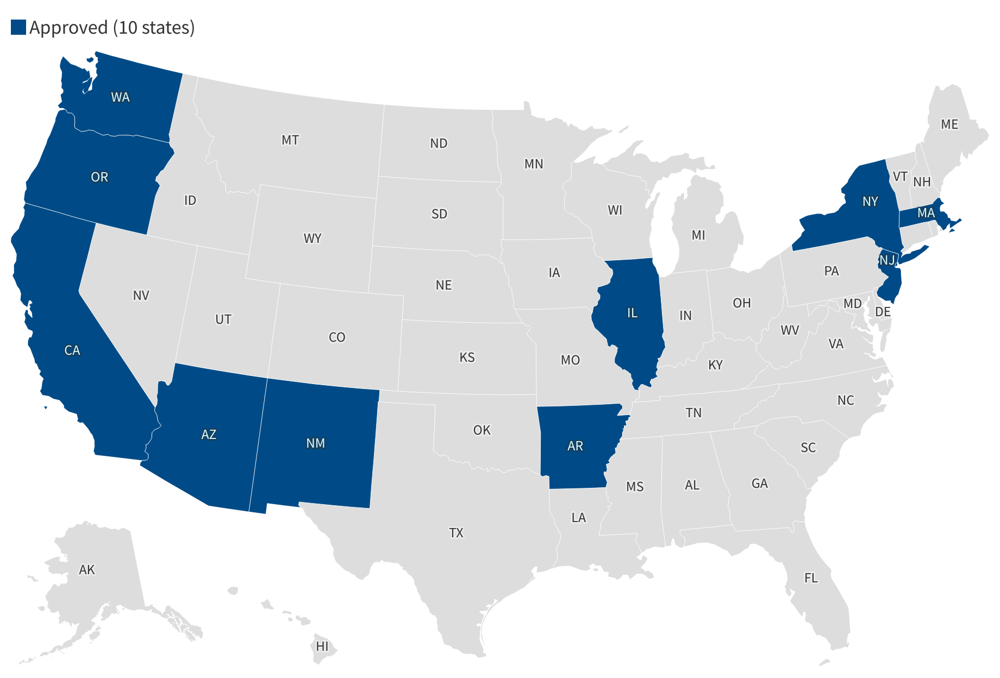 Approved (10 states)
WA
ME
MT
ND
MN
OR
VT
NH
ID
SD
WI
NY
MA
WY
MI
NV
NE
IA
PA
NJ
UT
CO
IL
IN
OH
MD
DE
WV
VA
CA
KS
MO
KY
AZ
NM
OK
AR
TN
NC
SC
MS
AL
GA
LA
TX
FL
AK
HI